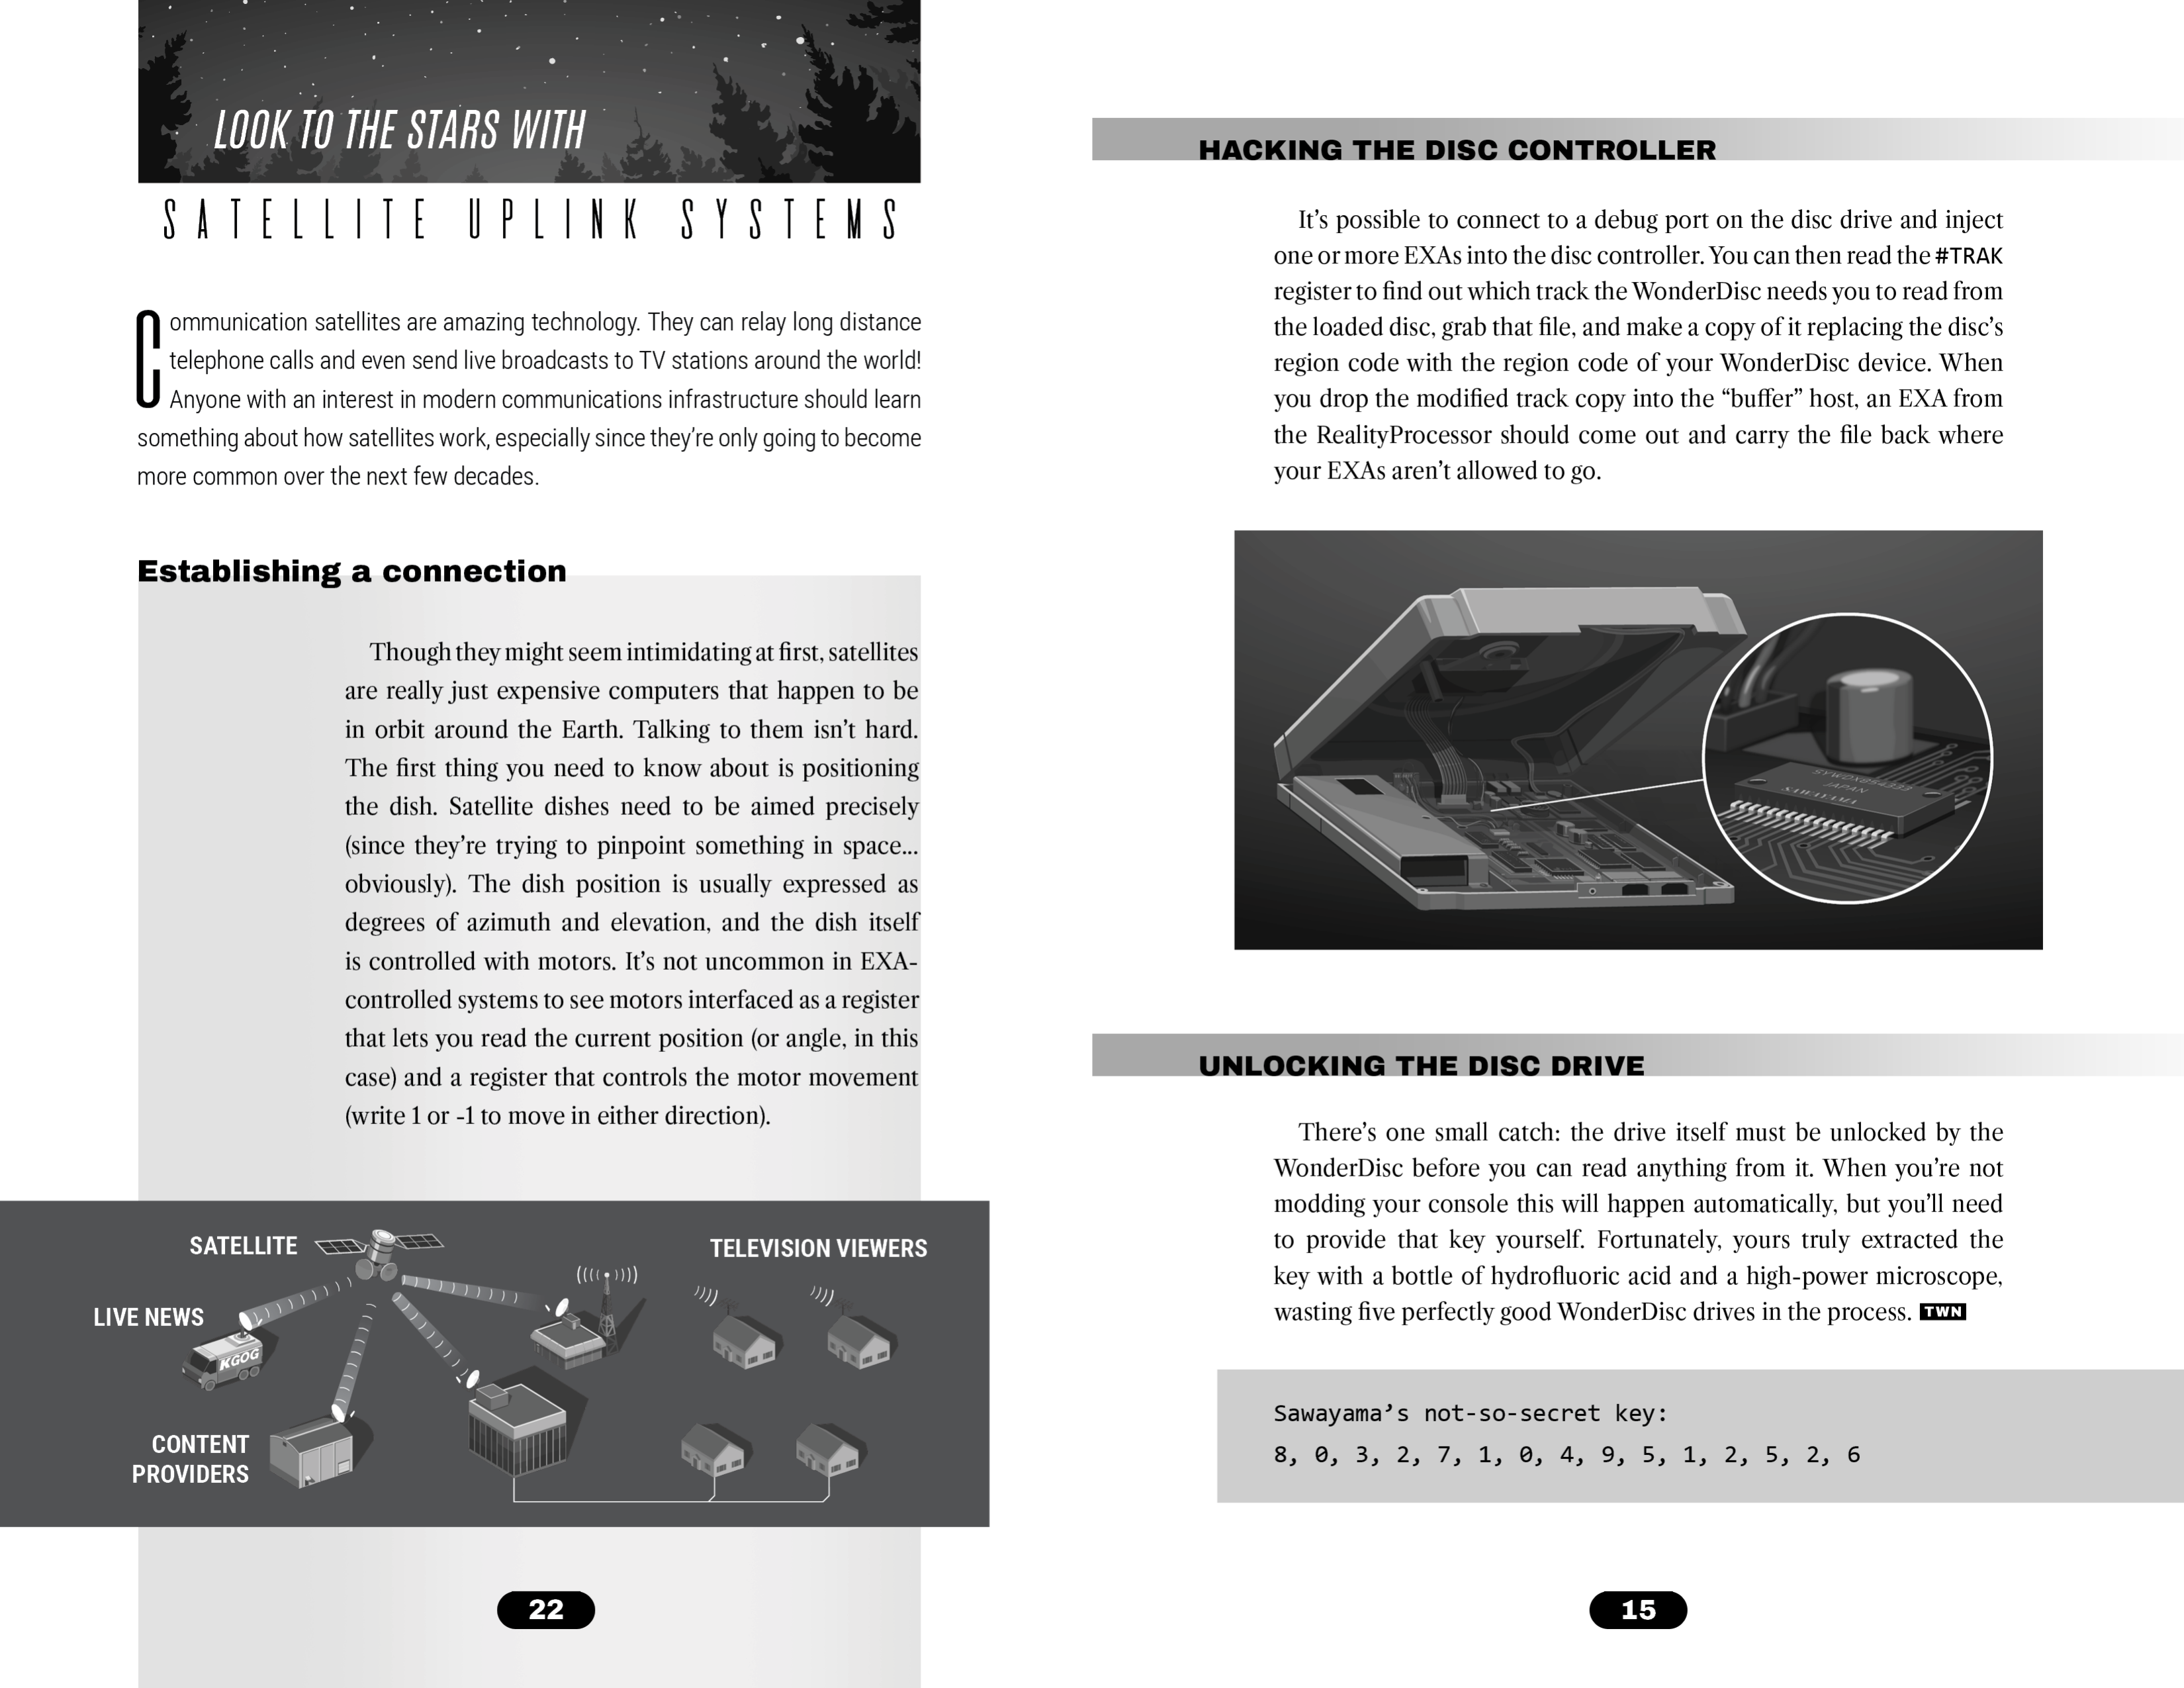 LOOK TO THE STARS WITH
SATELLITE UPLINK SYSTEMS
Communication satellites are amazing technology. They can relay long distance
telephone calls and even send live broadcasts to TV stations around the world!
Anyone with an interest in modern communications infrastructure should learn
something about how satellites work, especially since they’re only going to become
more common over the next few decades.
Establishing a connection
Though they might seem intimidating at first, satellites
are really just expensive computers that happen to be
in orbit around the Earth. Talking to them isn’t hard.
The first thing you need to know about is positioning
the dish. Satellite dishes need to be aimed precisely
(since they’re trying to pinpoint something in space...
obviously). The dish position is usually expressed as
degrees of azimuth and elevation, and the dish itself
is controlled with motors. It’s not uncommon in EXA-
controlled systems to see motors interfaced as a register
that lets you read the current position (or angle, in this
case) and a register that controls the motor movement
(write 1 or -1 to move in either direction).
SATELLITE
TELEVISION VIEWERS
LIVE NEWS
KGOG
CONTENT
PROVIDERS
22
HACKING THE DISC CONTROLLER
It’s possible to connect to a debug port on the disc drive and inject
one or more EXAs into the disc controller. You can then read the #TRAK
register to find out which track the WonderDisc needs you to read from
the loaded disc, grab that file, and make a copy of it replacing the disc’s
region code with the region code of your WonderDisc device. When
you drop the modified track copy into the “buffer” host, an EXA from
the RealityProcessor should come out and carry the file back where
your EXAs aren’t allowed to go.
JAPAN
SAWAYAMA
UNLOCKING THE DISC DRIVE
There’s one small catch: the drive itself must be unlocked by the
WonderDisc before you can read anything from it. When you’re not
modding your console this will happen automatically, but you’ll need
to provide that key yourself. Fortunately, yours truly extracted the
key with a bottle of hydrofluoric acid and a high-power microscope,
wasting five perfectly good WonderDisc drives in the process. TWN
Sawayama’s not-so-secret key:
8, 0, 3, 2, 7, 1, 0, 4, 9, 5, 1, 2, 5, 2, 6
15